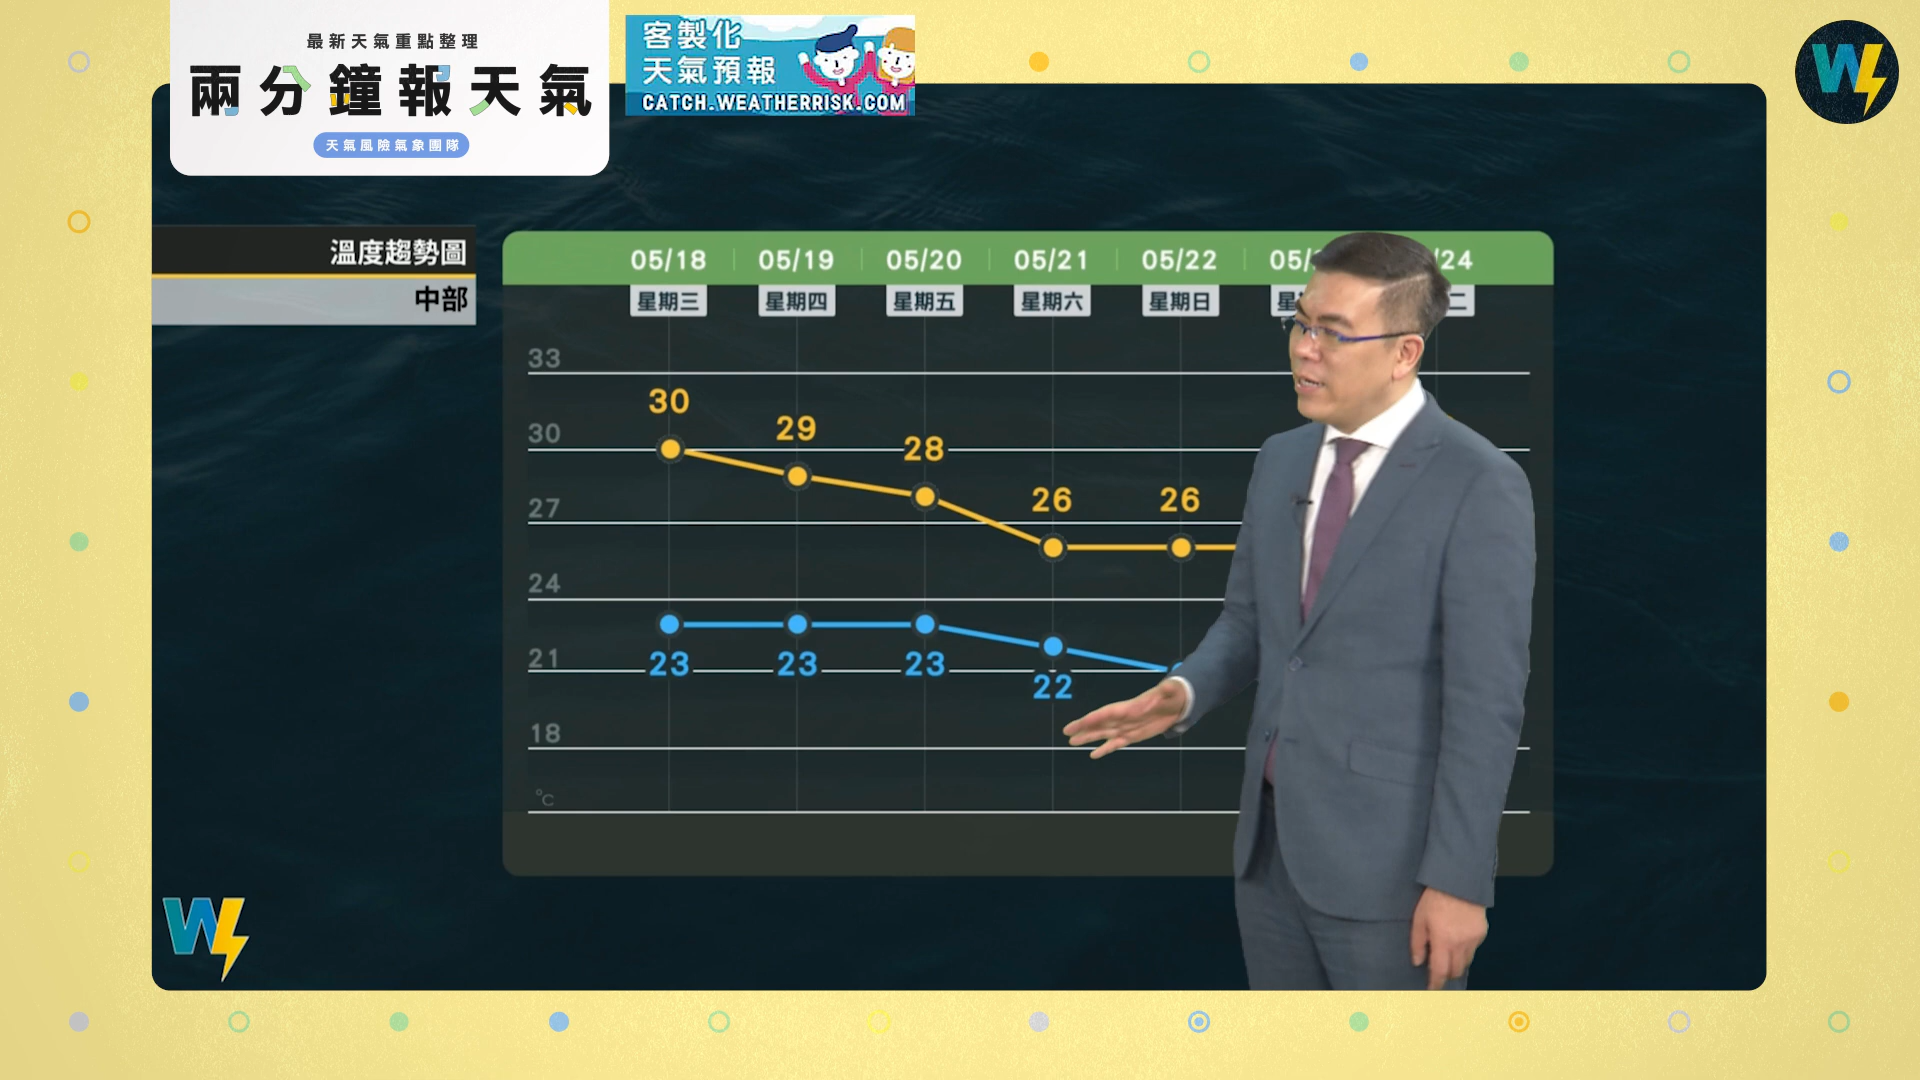 最新天氣重點整理
兩分鐘報天氣
天氣風險氣象團隊
客製化
天氣預報
CATCH.WEATHERRISK.COM
溫度趨勢圖
中部
05/18 05/19 05/20 05/21 05/22 05/ /24
星期三 星期四 星期五 星期六 星期日 星 二
33
30
29
30
28
26 26
27
24
23 23 23
21
22
18
°C